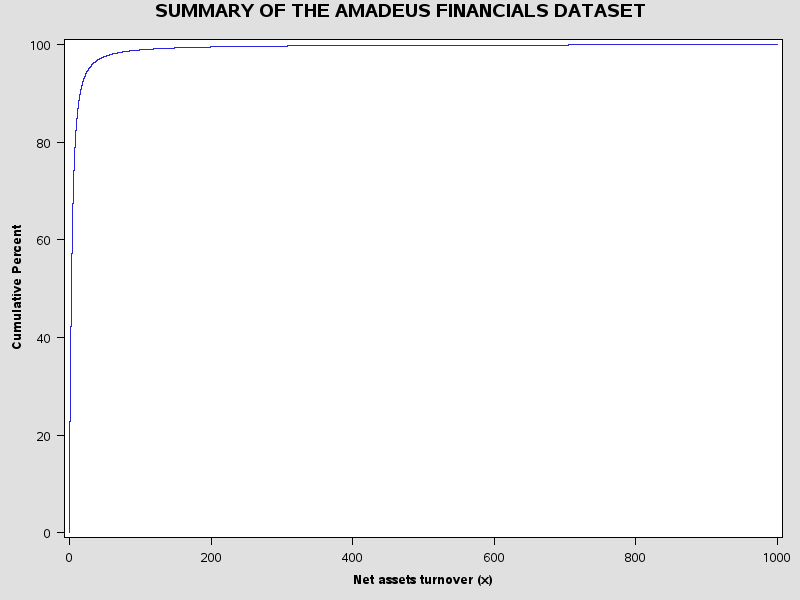 SUMMARY OF THE AMADEUS FINANCIALS DATASET
100
80
60
40
20
0
Cumulative Percent
0 200 400 600 800 1000
Net assets turnover (x)